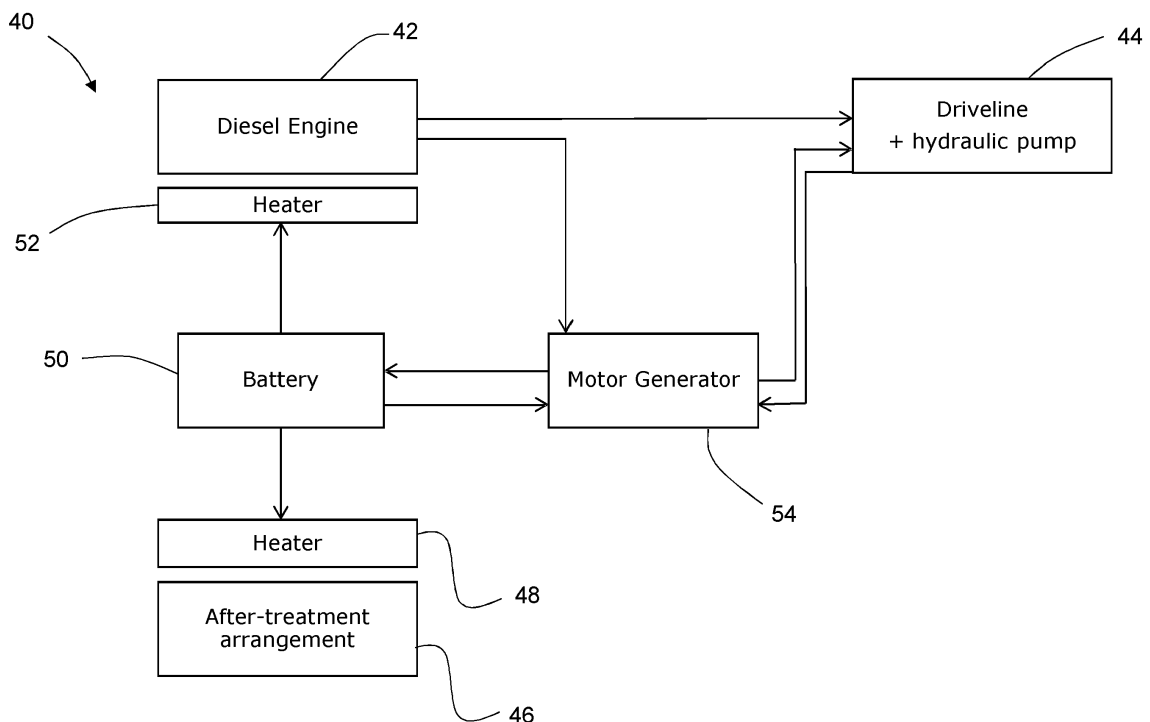 40
42
44
Diesel Engine
Driveline
+ hydraulic pump
Heater
52
50
Battery
Motor Generator
54
Heater
48
After-treatment
arrangement
46